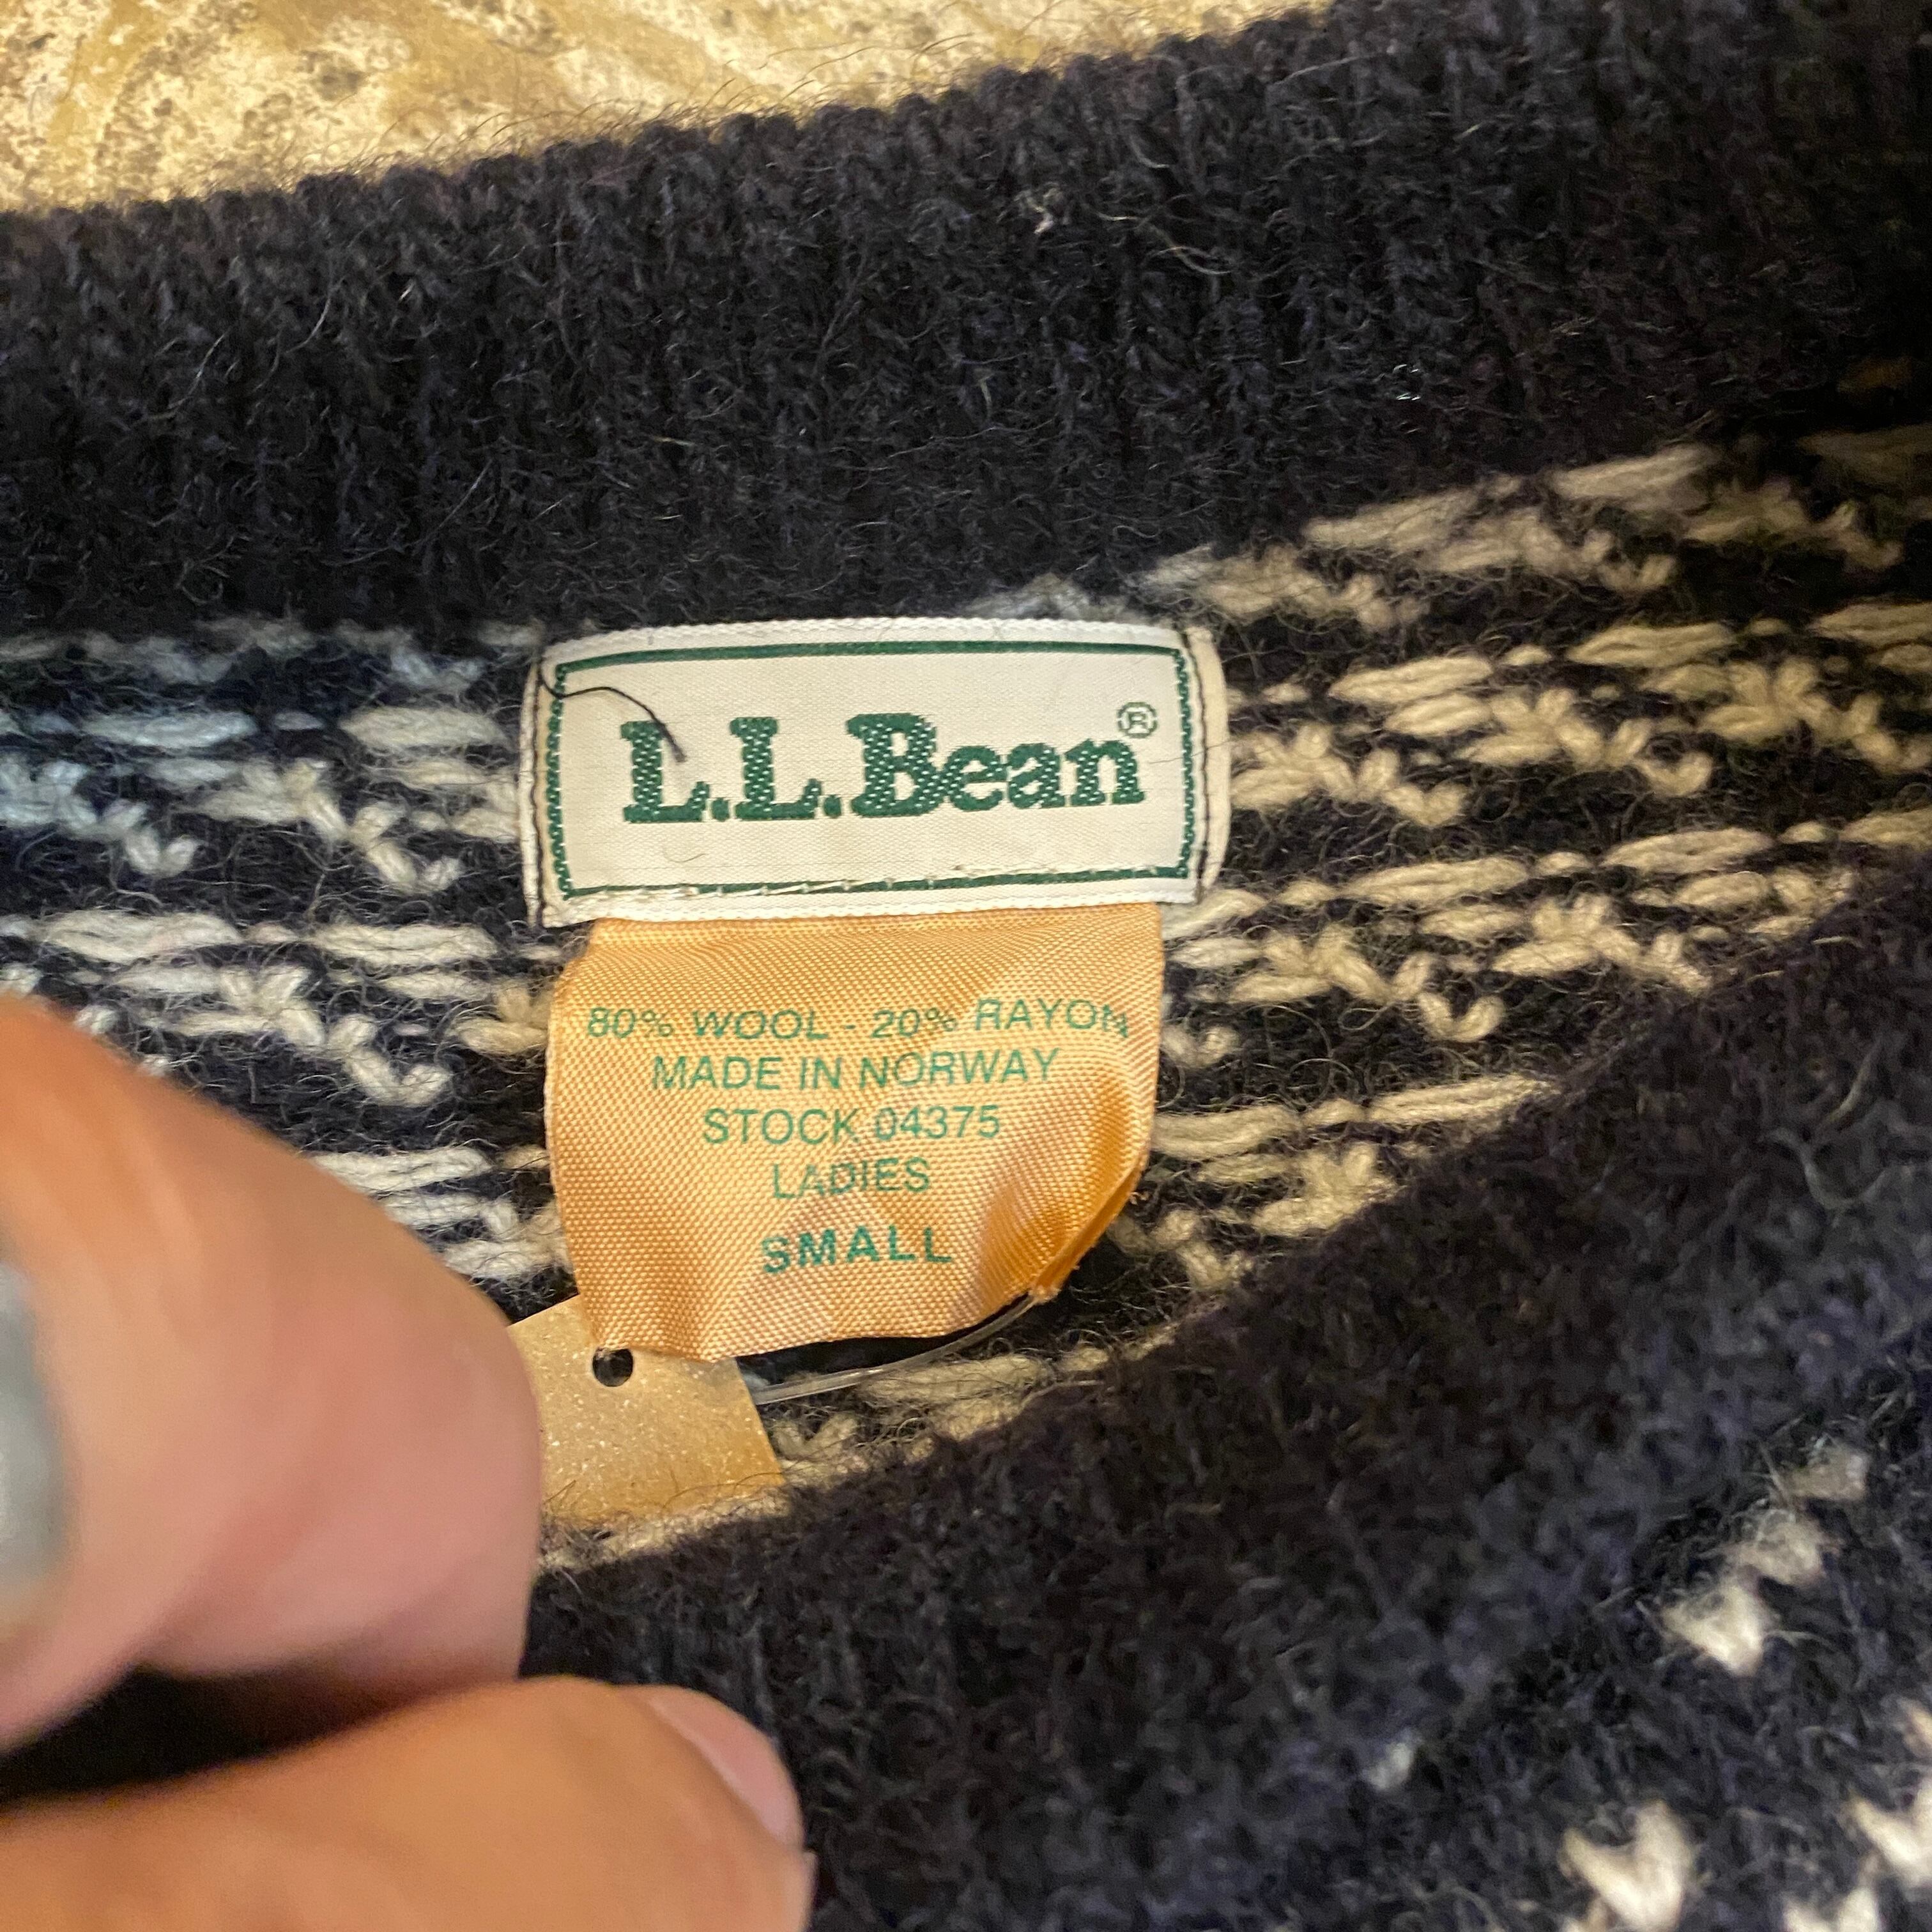 L.L.Bean®
80% WOOL - 20% RAYON
MADE IN NORWAY
STOCK 04375
LADIES
SMALL